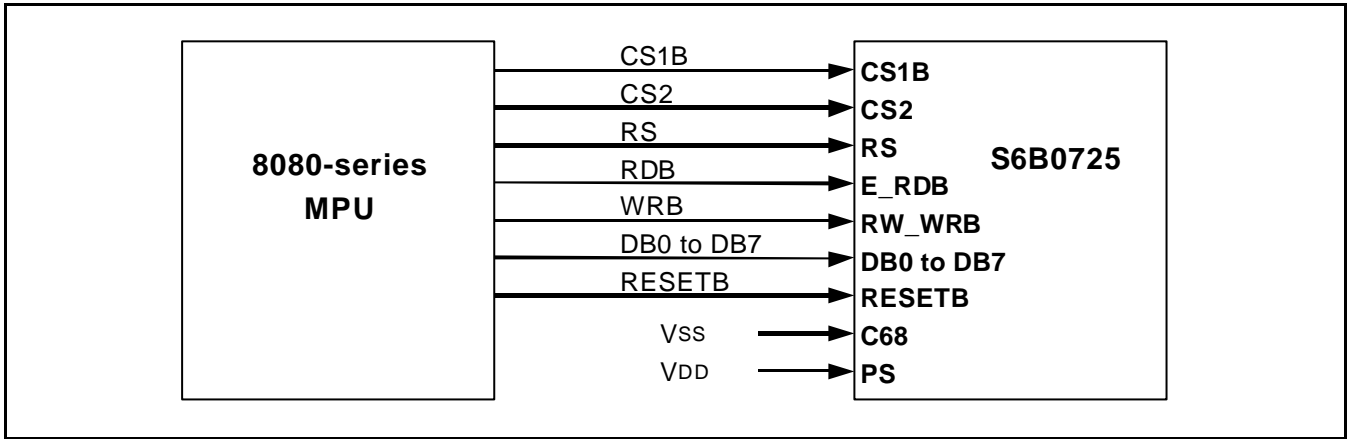 8080-series
MPU
CS1B
CS2
RS
RDB
WRB
DB0 to DB7
RESETB
VSS
VDD
CS1B
CS2
RS
E_RDB
RW_WRB
DB0 to DB7
RESETB
C68
PS
S6B0725